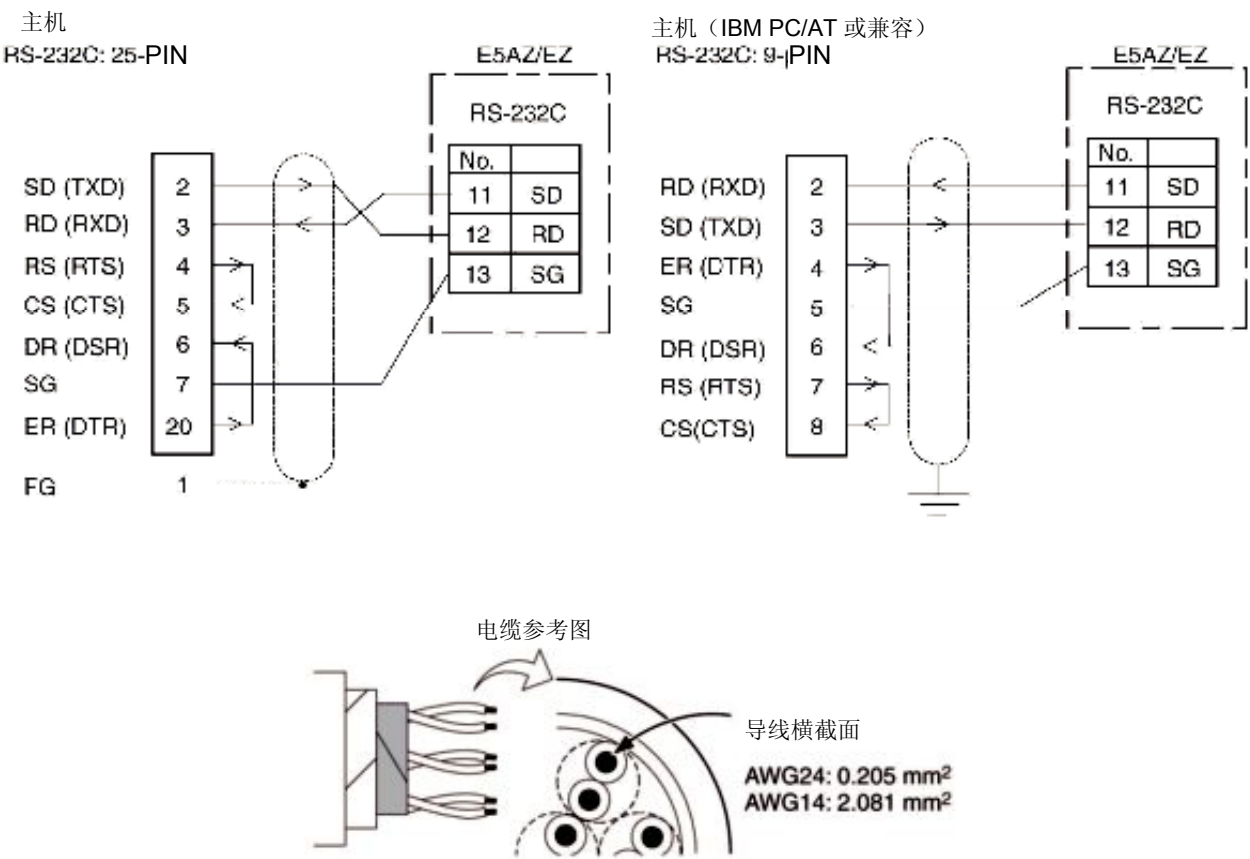 主机
RS-232C: 25-PIN
E5AZ/EZ
RS-232C
No.
SD (TXD) 2 11 SD
RD (RXD) 3 12 RD
RS (RTS) 4 13 SG
CS (CTS) 5
DR (DSR) 6
SG 7
ER (DTR) 20
FG 1
主机（IBM PC/AT 或兼容）
RS-232C: 9-PIN
E5AZ/EZ
RS-232C
No.
RD (RXD) 2 11 SD
SD (TXD) 3 12 RD
ER (DTR) 4 13 SG
SG 5
DR (DSR) 6
RS (RTS) 7
CS(CTS) 8
电缆参考图
导线横截面
AWG24: 0.205 mm²
AWG14: 2.081 mm²